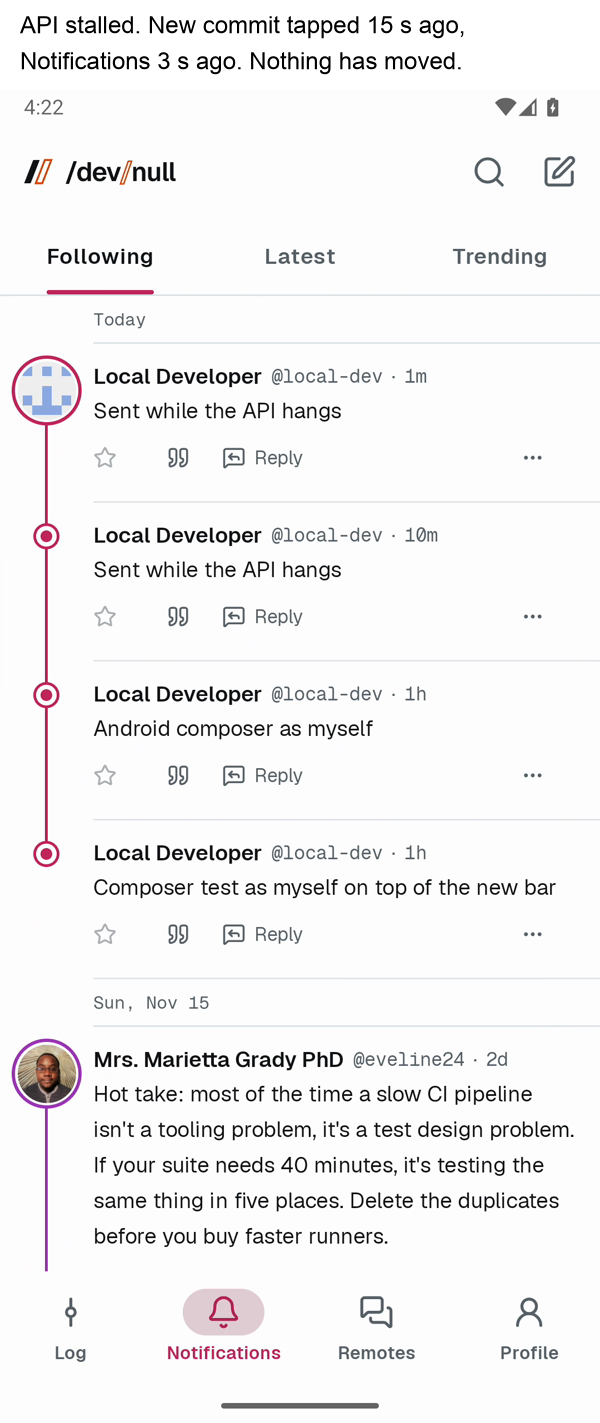 API stalled. New commit tapped 15 s ago,
Notifications 3 s ago. Nothing has moved.
4:22
/dev//null
Following Latest Trending
Today
Local Developer @local-dev · 1m
Sent while the API hangs
Reply
Local Developer @local-dev · 10m
Sent while the API hangs
Reply
Local Developer @local-dev · 1h
Android composer as myself
Reply
Local Developer @local-dev · 1h
Composer test as myself on top of the new bar
Reply
Sun, Nov 15
Mrs. Marietta Grady PhD @eveline24 · 2d
Hot take: most of the time a slow CI pipeline
isn't a tooling problem, it's a test design problem.
If your suite needs 40 minutes, it's testing the
same thing in five places. Delete the duplicates
before you buy faster runners.
Log Notifications Remotes Profile